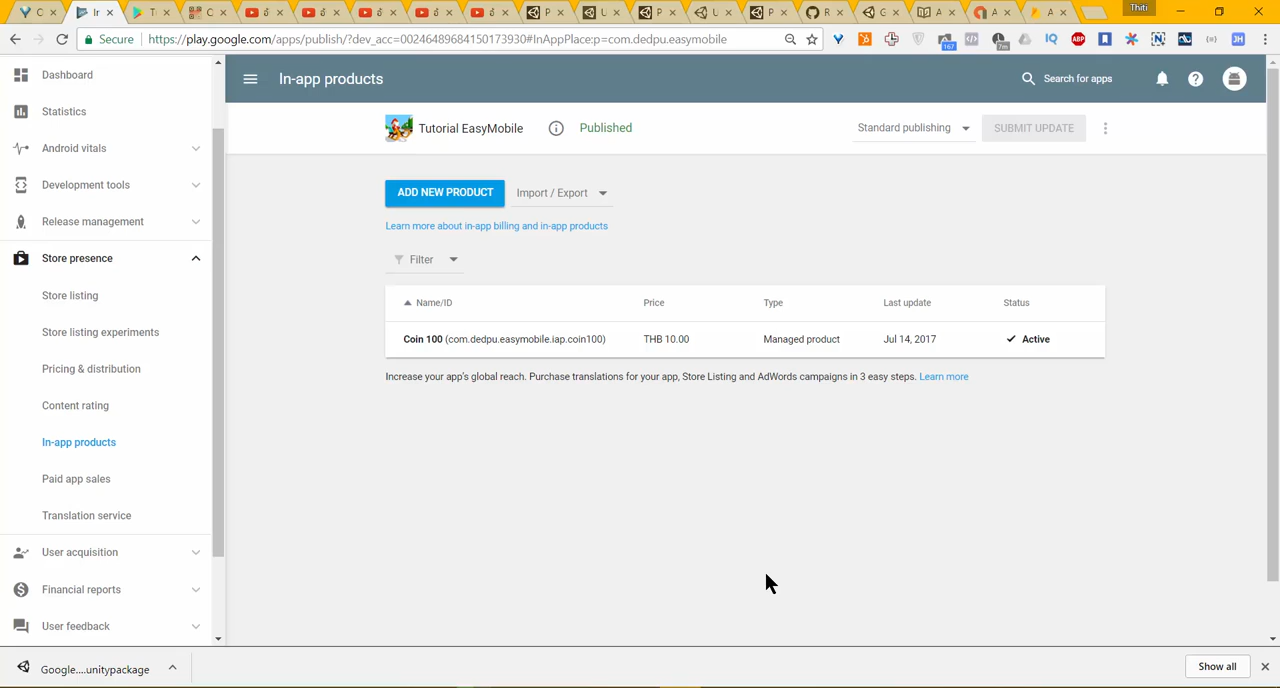 Thiti
Secure
https://play.google.com/apps/publish/?dev_acc=00246489684150173930#InAppPlace:p=com.dedpu.easymobile
Dashboard
Statistics
Android vitals
Development tools
Release management
Store presence
Store listing
Store listing experiments
Pricing & distribution
Content rating
In-app products
Paid app sales
Translation service
User acquisition
Financial reports
User feedback
In-app products
Search for apps
Tutorial EasyMobile
Published
Standard publishing
SUBMIT UPDATE
ADD NEW PRODUCT
Import / Export
Learn more about in-app billing and in-app products
Filter
Name/ID Price Type Last update Status
Coin 100 (com.dedpu.easymobile.iap.coin100) THB 10.00 Managed product Jul 14, 2017 Active
Increase your app's global reach. Purchase translations for your app, Store Listing and AdWords campaigns in 3 easy steps. Learn more
Google....unitypackage
Show all